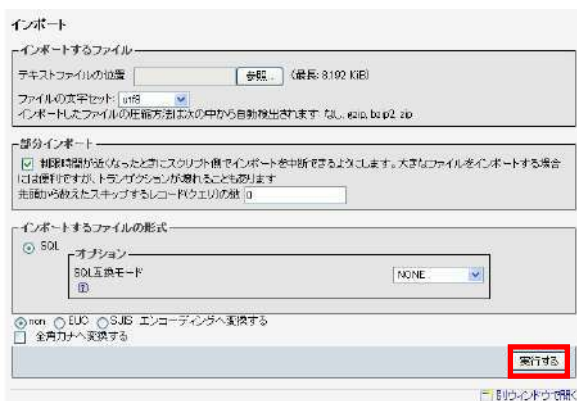 インポート
インポートするファイル
テキストファイルの位置 参照... (最長: 8,192 KiB)
ファイルの文字セット: utf8
インポートしたファイルの圧縮方法は次の中から自動検出されます: なし, gzip, bzip2, zip
部分インポート
制限時間が近くなったときにスクリプト側でインポートを中断できるようにします。大きなファイルをインポートする場合
には便利ですが、トランザクションが壊れることもあります
先頭から数えたスキップするレコード(クエリ)の数 0
インポートするファイルの形式
SQL
オプション
SQL互換モード NONE
non EUC SJIS エンコーディングへ変換する
全角カナへ変換する
実行する
別ウィンドウで開く